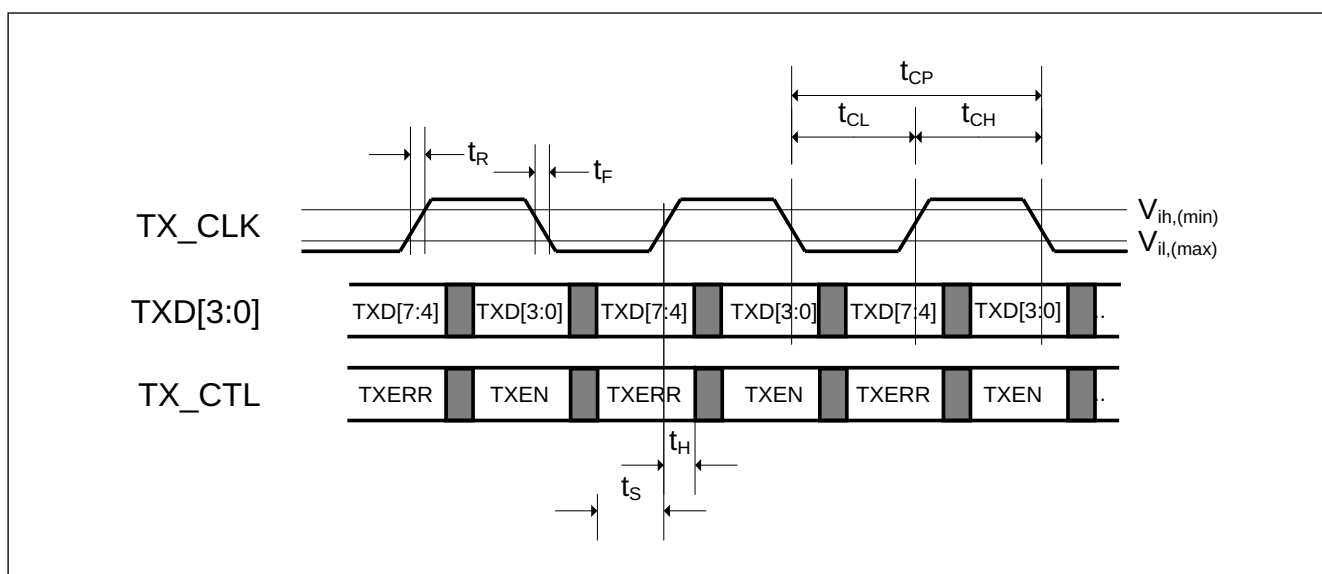 tCP
tCL tCH
tR tF
TX_CLK Vih,(min)
Vil,(max)
TXD[3:0] TXD[7:4] TXD[3:0] TXD[7:4] TXD[3:0] TXD[7:4] TXD[3:0] ..
TX_CTL TXERR TXEN TXERR TXEN TXERR TXEN ..
tH
tS